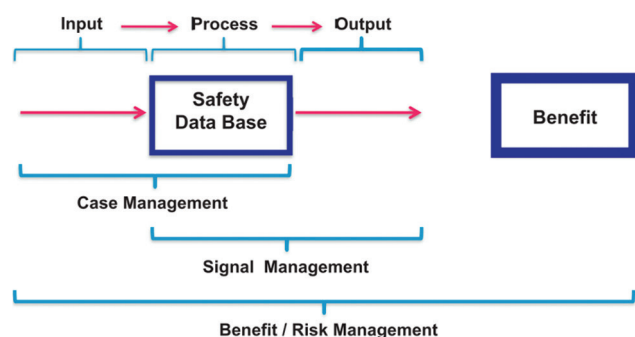 Input Process Output
Safety
Data Base
Benefit
Case Management
Signal Management
Benefit / Risk Management